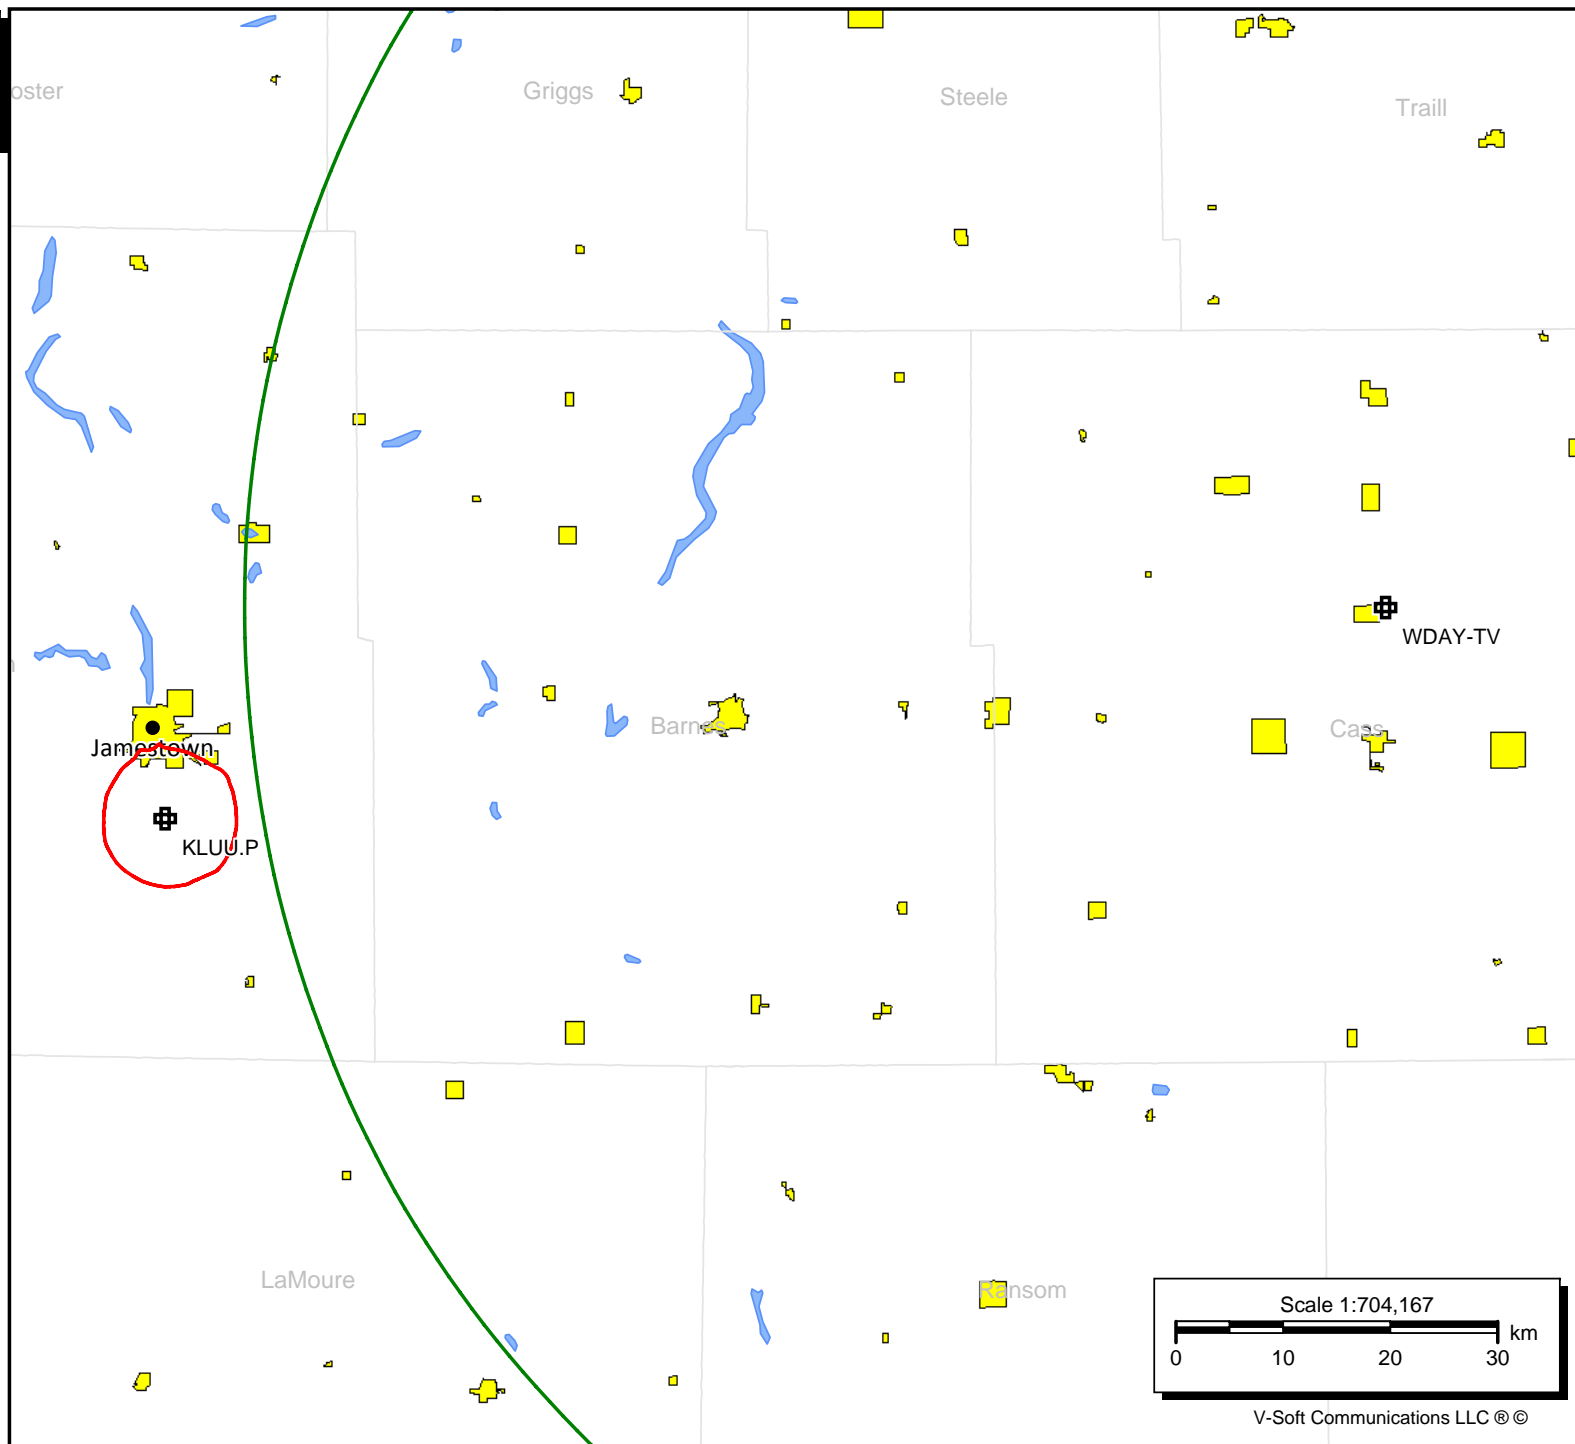 oster
Griggs
Steele
Traill
WDAY-TV
Barnes
Cass
Jamestown
KLUU.P
LaMoure
Ransom
Scale 1:704,167
km
0 10 20 30
V-Soft Communications LLC ® ©